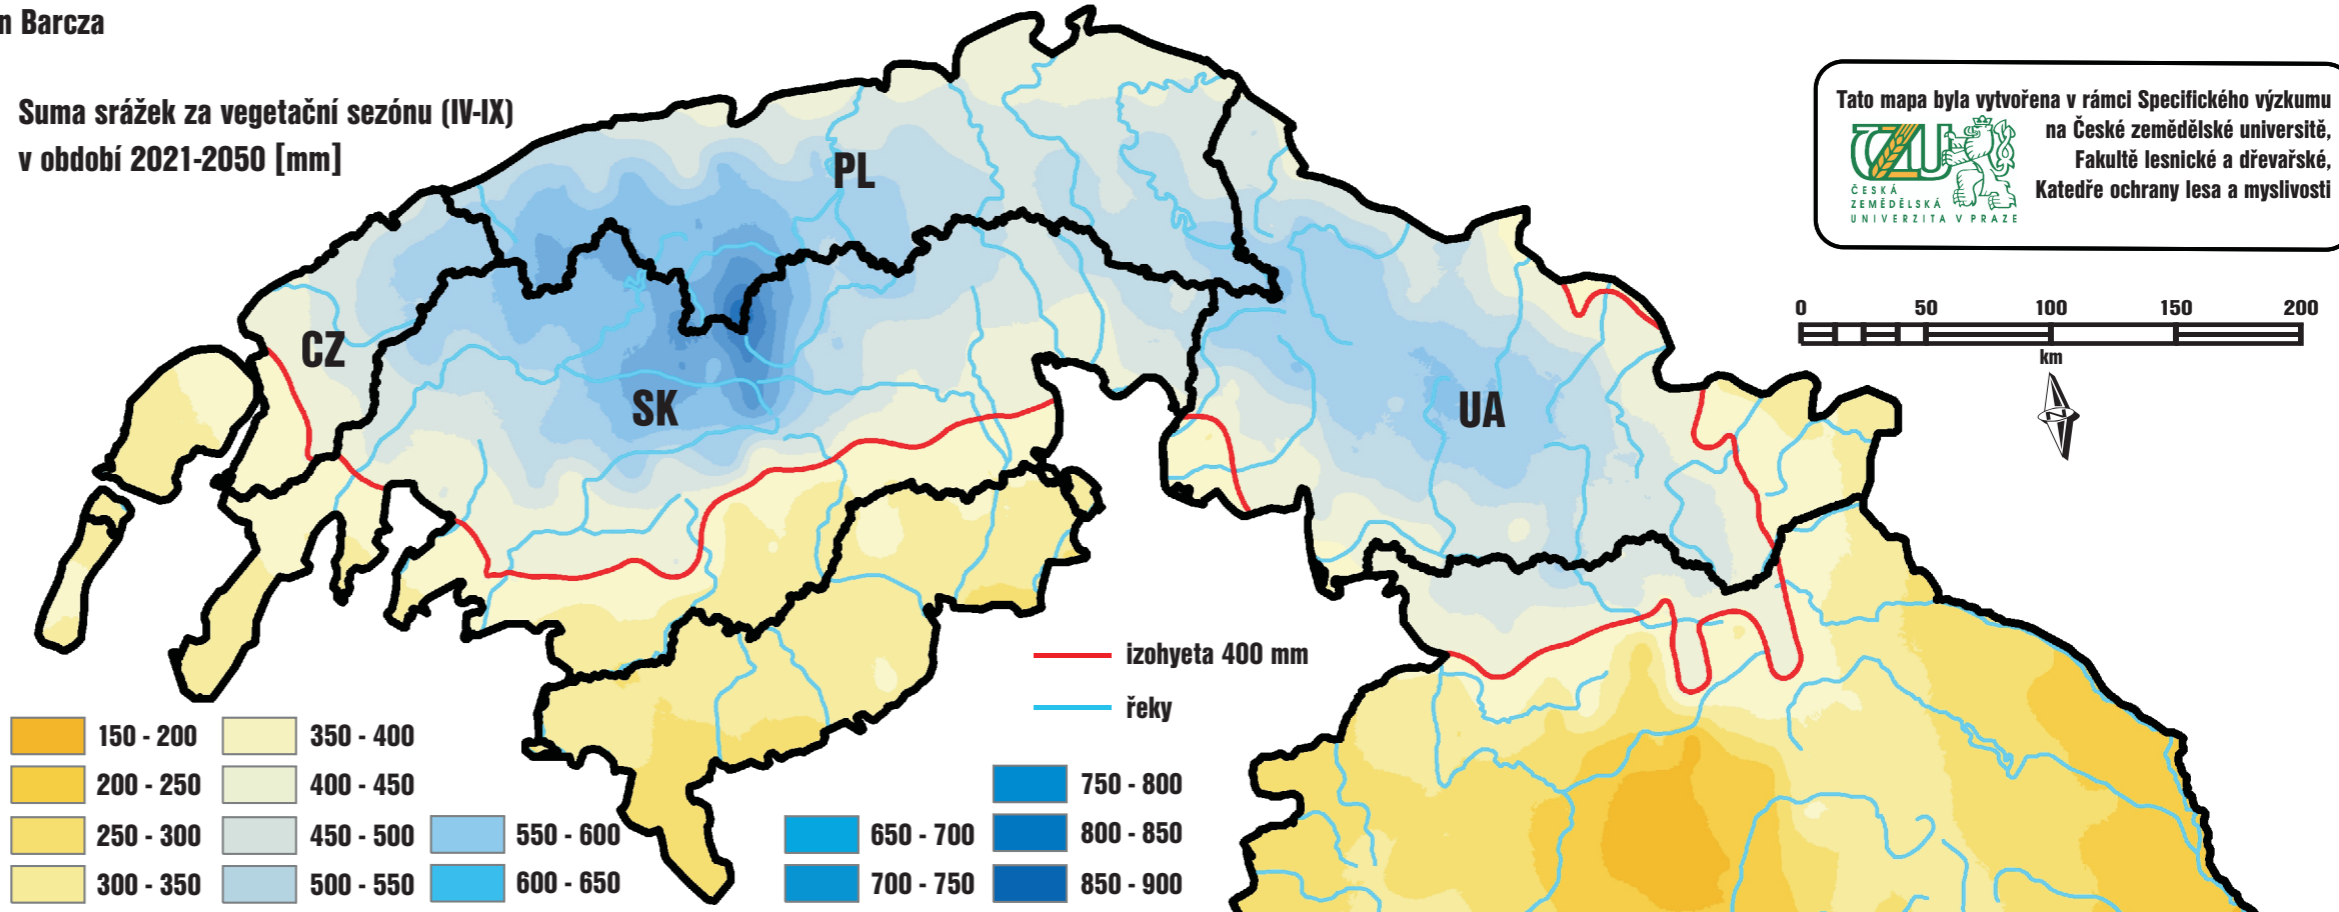 n Barcza
Suma srážek za vegetační sezónu (IV-IX)
v období 2021-2050 [mm]
Tato mapa byla vytvořena v rámci Specifického výzkumu
na České zemědělské universitě,
Fakultě lesnické a dřevařské,
Katedře ochrany lesa a myslivosti
ČZU
ČESKÁ
ZEMĚDĚLSKÁ
UNIVERZITA V PRAZE
0 50 100 150 200
km
N
PL
CZ
SK
UA
izohyeta 400 mm
řeky
150 - 200
200 - 250
250 - 300
300 - 350
350 - 400
400 - 450
450 - 500
500 - 550
550 - 600
600 - 650
650 - 700
700 - 750
750 - 800
800 - 850
850 - 900